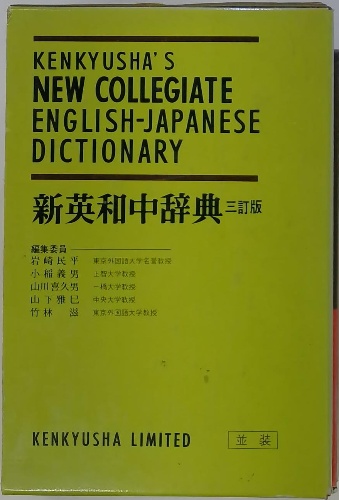 KENKYUSHA'S
NEW COLLEGIATE
ENGLISH-JAPANESE
DICTIONARY
新英和中辞典 三訂版
編集委員
岩崎民平 東京外国語大学名誉教授
小稲義男 上智大学教授
山川喜久男 一橋大学教授
山下雅巳 中央大学教授
竹林 滋 東京外国語大学教授
KENKYUSHA LIMITED 並装